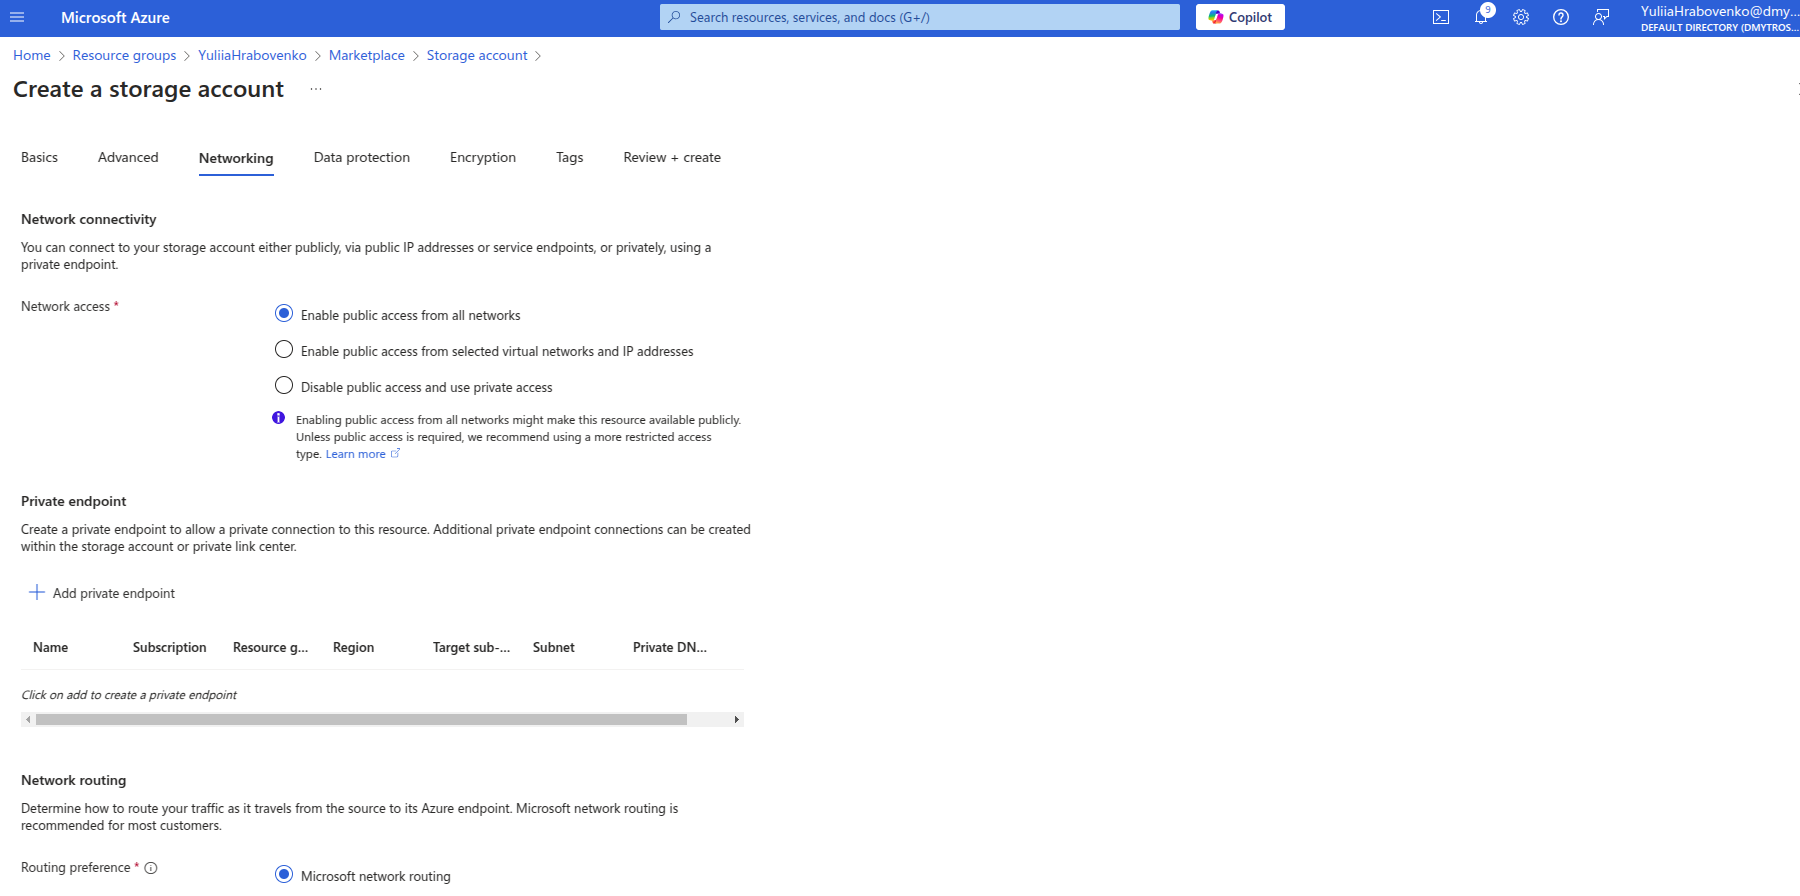 Microsoft Azure
Search resources, services, and docs (G+/)
Copilot
9
YuliiaHrabovenko@dmy...
DEFAULT DIRECTORY (DMYTROS...
Home > Resource groups > YuliiaHrabovenko > Marketplace > Storage account >
Create a storage account ...
Basics
Advanced
Networking
Data protection
Encryption
Tags
Review + create
Network connectivity
You can connect to your storage account either publicly, via public IP addresses or service endpoints, or privately, using a
private endpoint.
Network access *
Enable public access from all networks
Enable public access from selected virtual networks and IP addresses
Disable public access and use private access
Enabling public access from all networks might make this resource available publicly.
Unless public access is required, we recommend using a more restricted access
type. Learn more
Private endpoint
Create a private endpoint to allow a private connection to this resource. Additional private endpoint connections can be created
within the storage account or private link center.
Add private endpoint
Name Subscription Resource g... Region Target sub-... Subnet Private DN...
Click on add to create a private endpoint
Network routing
Determine how to route your traffic as it travels from the source to its Azure endpoint. Microsoft network routing is
recommended for most customers.
Routing preference *
Microsoft network routing